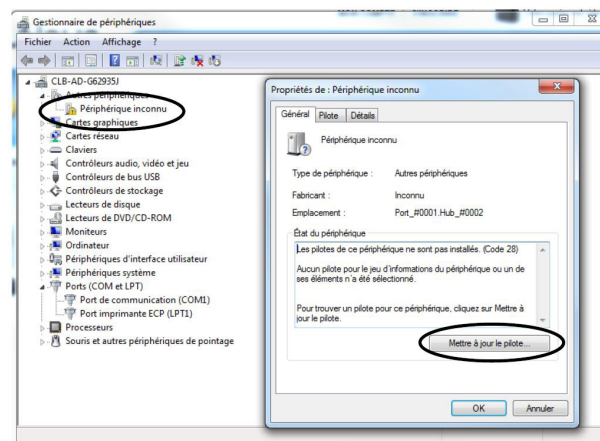 Gestionnaire de périphériques
Fichier Action Affichage ?
CLB-AD-G62935J
Autres périphériques
Périphérique inconnu
Cartes graphiques
Cartes réseau
Claviers
Contrôleurs audio, vidéo et jeu
Contrôleurs de bus USB
Contrôleurs de stockage
Lecteurs de disque
Lecteurs de DVD/CD-ROM
Moniteurs
Ordinateur
Périphériques d'interface utilisateur
Périphériques système
Ports (COM et LPT)
Port de communication (COM1)
Port imprimante ECP (LPT1)
Processeurs
Souris et autres périphériques de pointage
Propriétés de : Périphérique inconnu
Général Pilote Détails
Périphérique inconnu
Type de périphérique : Autres périphériques
Fabricant : Inconnu
Emplacement : Port_#0001.Hub_#0002
État du périphérique
Les pilotes de ce périphérique ne sont pas installés. (Code 28)
Aucun pilote pour le jeu d'informations du périphérique ou un de
ses éléments n'a été sélectionné.
Pour trouver un pilote pour ce périphérique, cliquez sur Mettre à
jour le pilote.
Mettre à jour le pilote...
OK Annuler